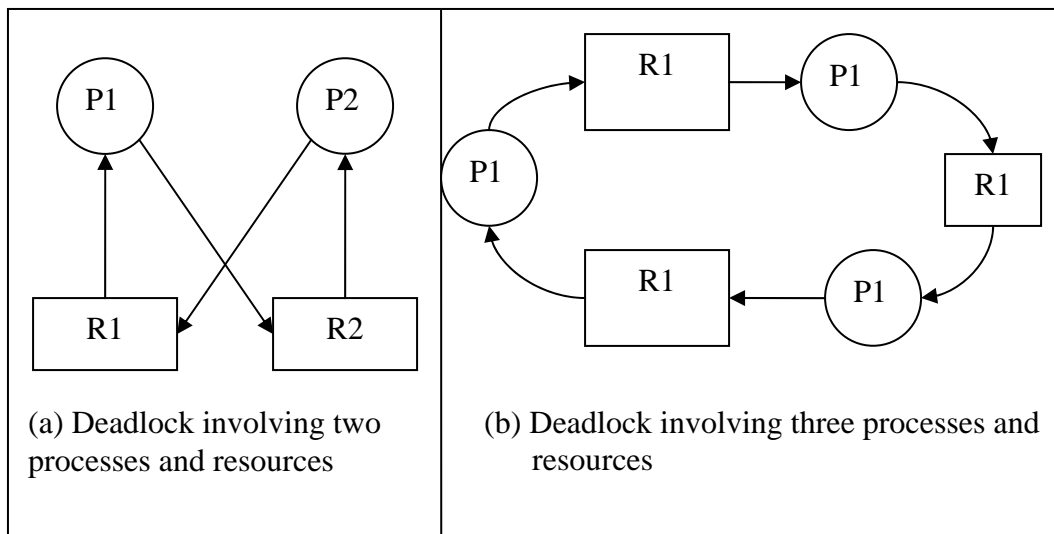 P1
P2
R1
R2
(a) Deadlock involving two
processes and resources
R1
P1
P1
R1
R1
P1
(b) Deadlock involving three processes and
resources